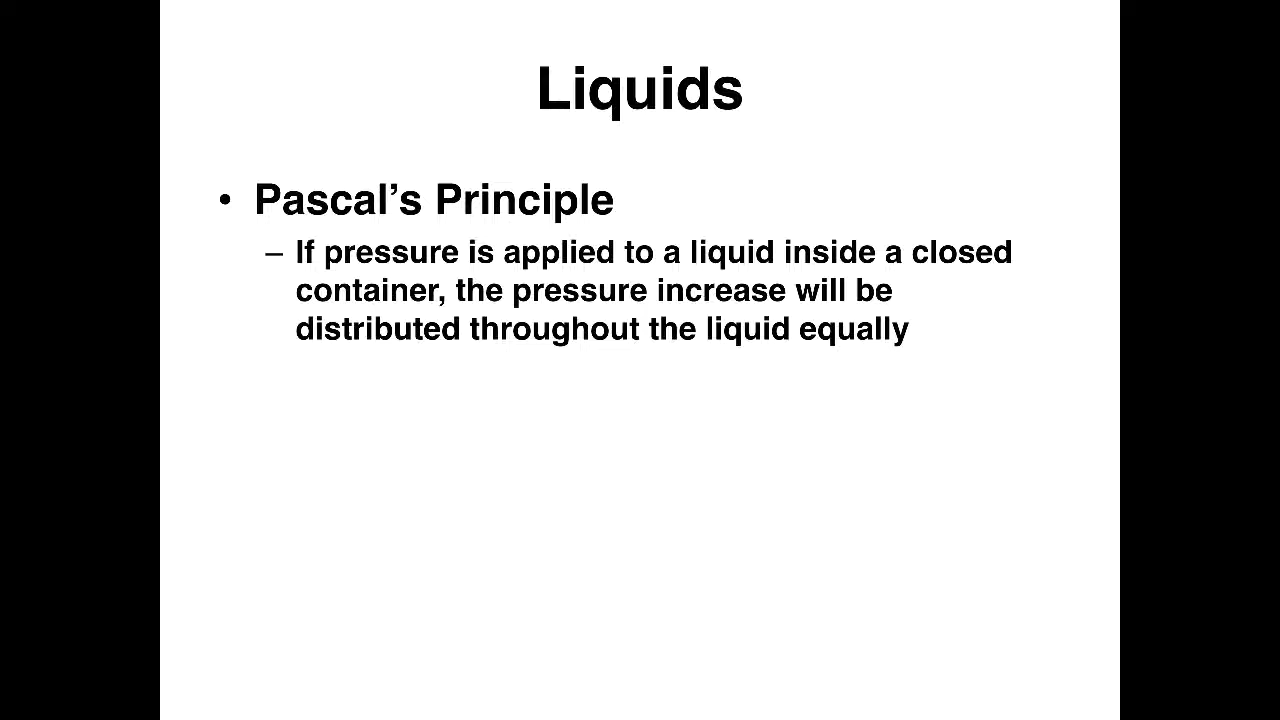 Liquids
• Pascal’s Principle
– If pressure is applied to a liquid inside a closed
container, the pressure increase will be
distributed throughout the liquid equally